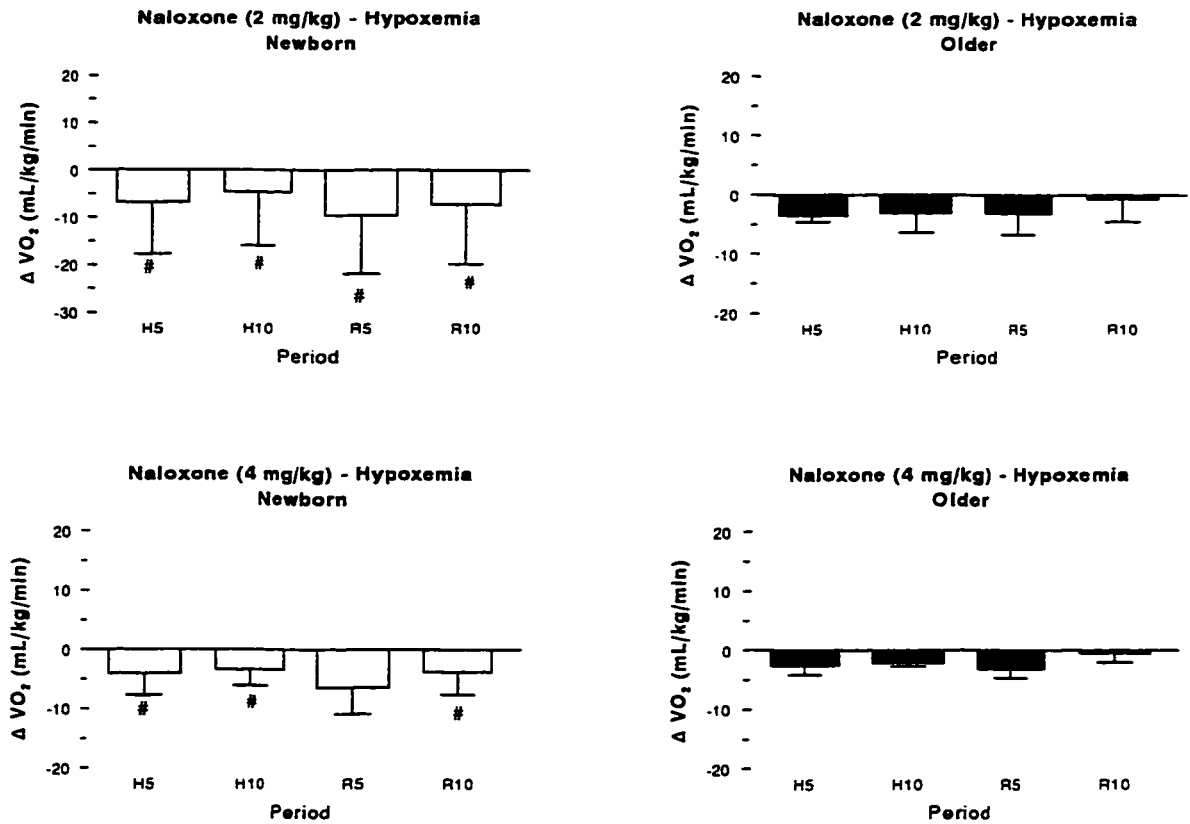 Naloxone (2 mg/kg) - Hypoxemia
Newborn
20
10
0
-10
-20
-30
Δ VO₂ (mL/kg/min)
#
#
#
#
H5 H10 R5 R10
Period
Naloxone (2 mg/kg) - Hypoxemia
Older
20
10
0
-10
-20
Δ VO₂ (mL/kg/min)
H5 H10 R5 R10
Period
Naloxone (4 mg/kg) - Hypoxemia
Newborn
20
10
0
-10
-20
Δ VO₂ (mL/kg/min)
#
#
#
H5 H10 R5 R10
Period
Naloxone (4 mg/kg) - Hypoxemia
Older
20
10
0
-10
-20
Δ VO₂ (mL/kg/min)
H5 H10 R5 R10
Period